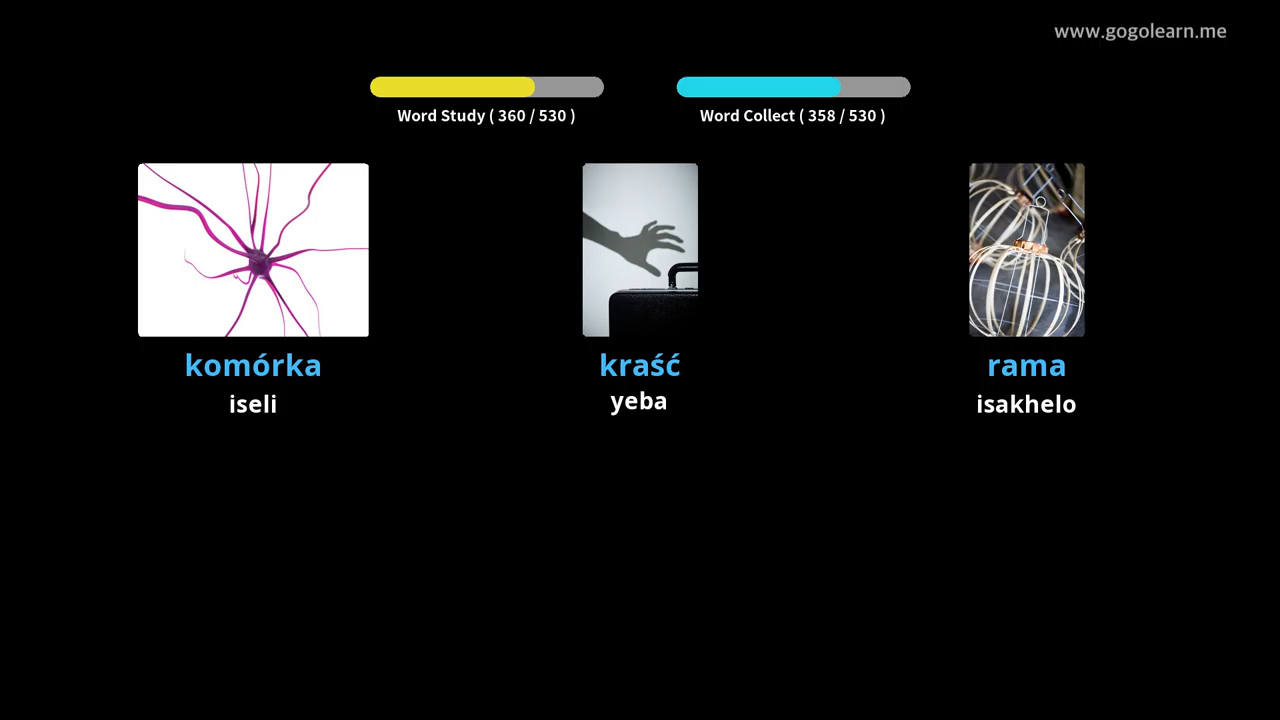 www.gogolearn.me
Word Study ( 360 / 530 )
Word Collect ( 358 / 530 )
komórka
kraść
rama
iseli
yeba
isakhelo